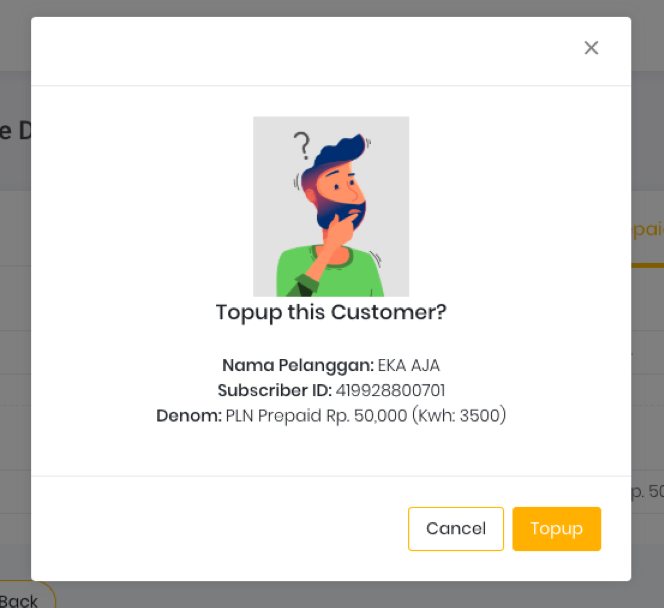 e D
?
pai
Topup this Customer?
Nama Pelanggan: EKA AJA
Subscriber ID: 419928800701
Denom: PLN Prepaid Rp. 50,000 (Kwh: 3500)
p. 50
Cancel
Topup
Back